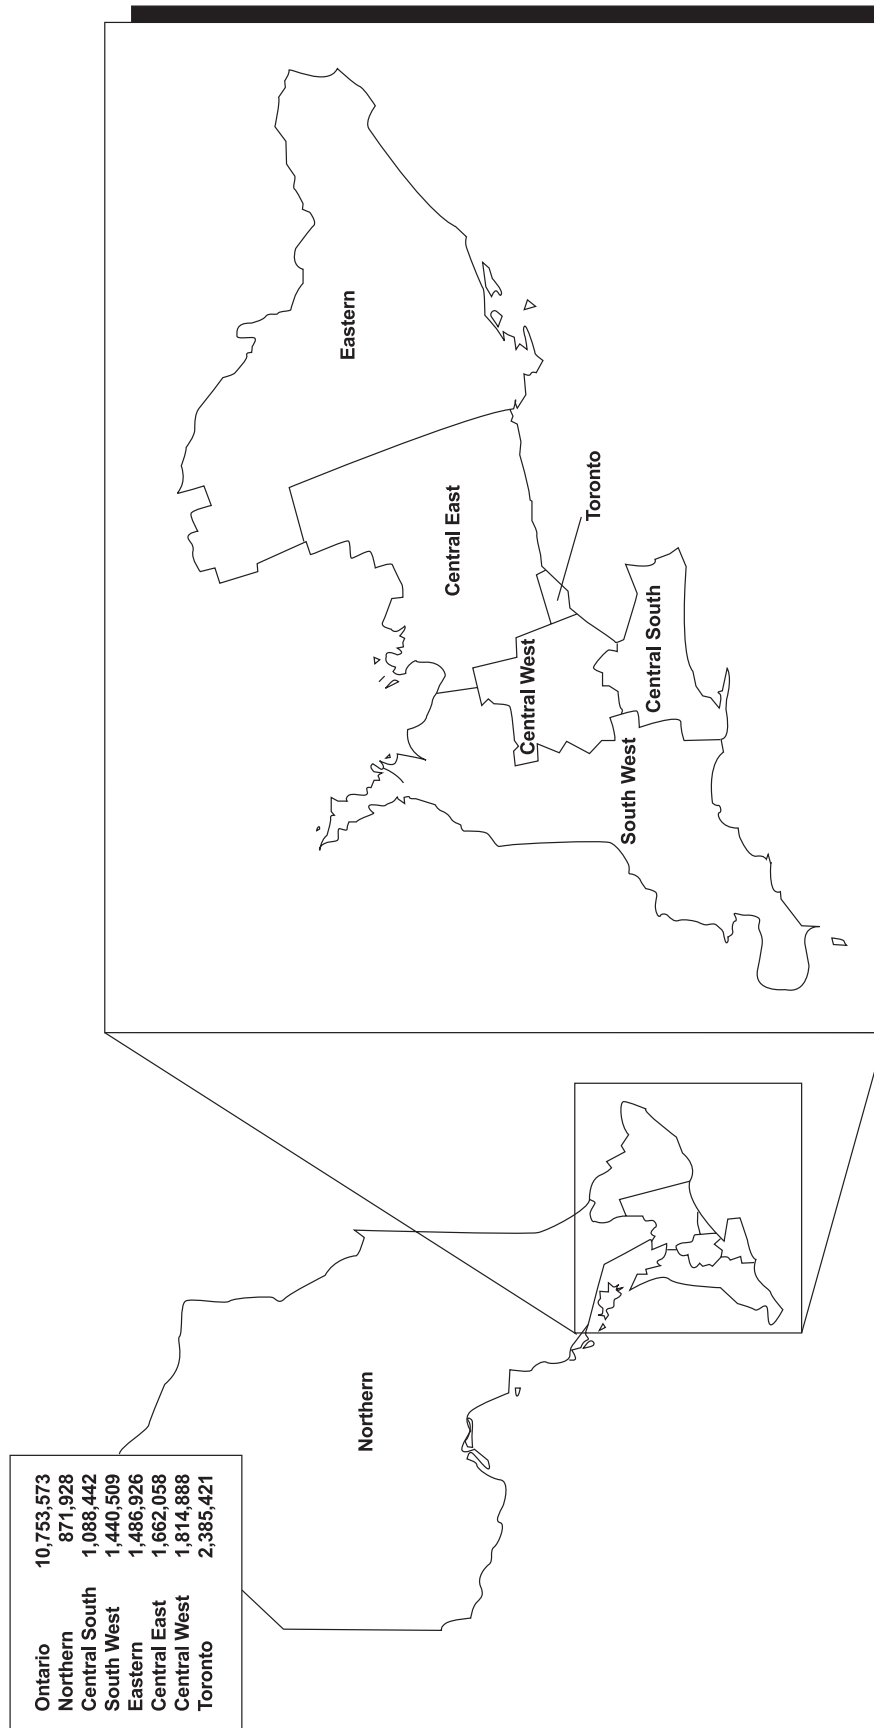 Ontario 10,753,573
Northern 871,928
Central South 1,088,442
South West 1,440,509
Eastern 1,486,926
Central East 1,662,058
Central West 1,814,888
Toronto 2,385,421
Northern
Eastern
Central East
Toronto
Central West
Central South
South West